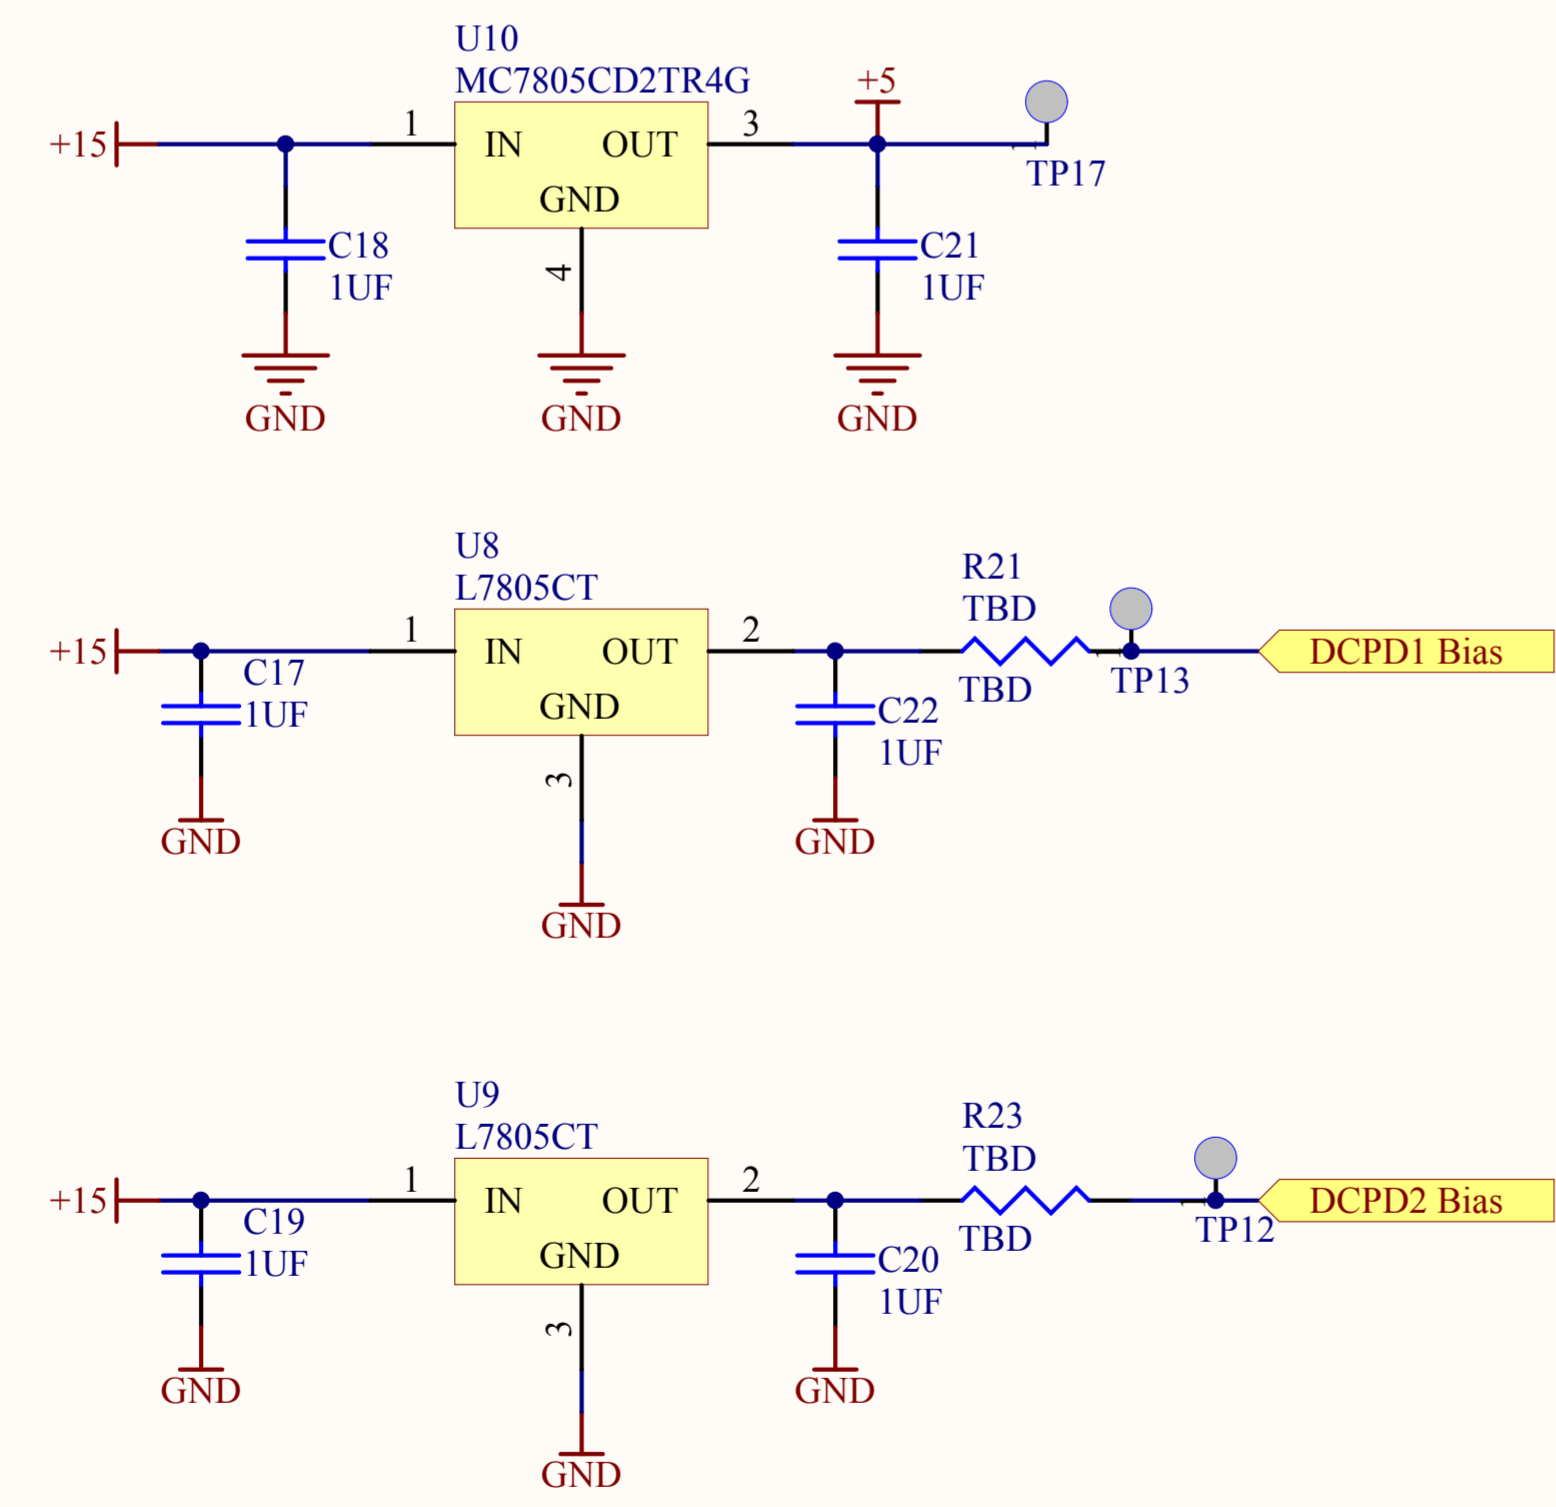 U10
MC7805CD2TR4G
+15
1
IN
OUT
GND
3
4
+5
TP17
C18
1UF
C21
1UF
GND
GND
GND
U8
L7805CT
+15
1
IN
OUT
GND
2
3
R21
TBD
TBD
TP13
DCPD1 Bias
C17
1UF
C22
1UF
GND
GND
GND
U9
L7805CT
+15
1
IN
OUT
GND
2
3
R23
TBD
TBD
TP12
DCPD2 Bias
C19
1UF
C20
1UF
GND
GND
GND